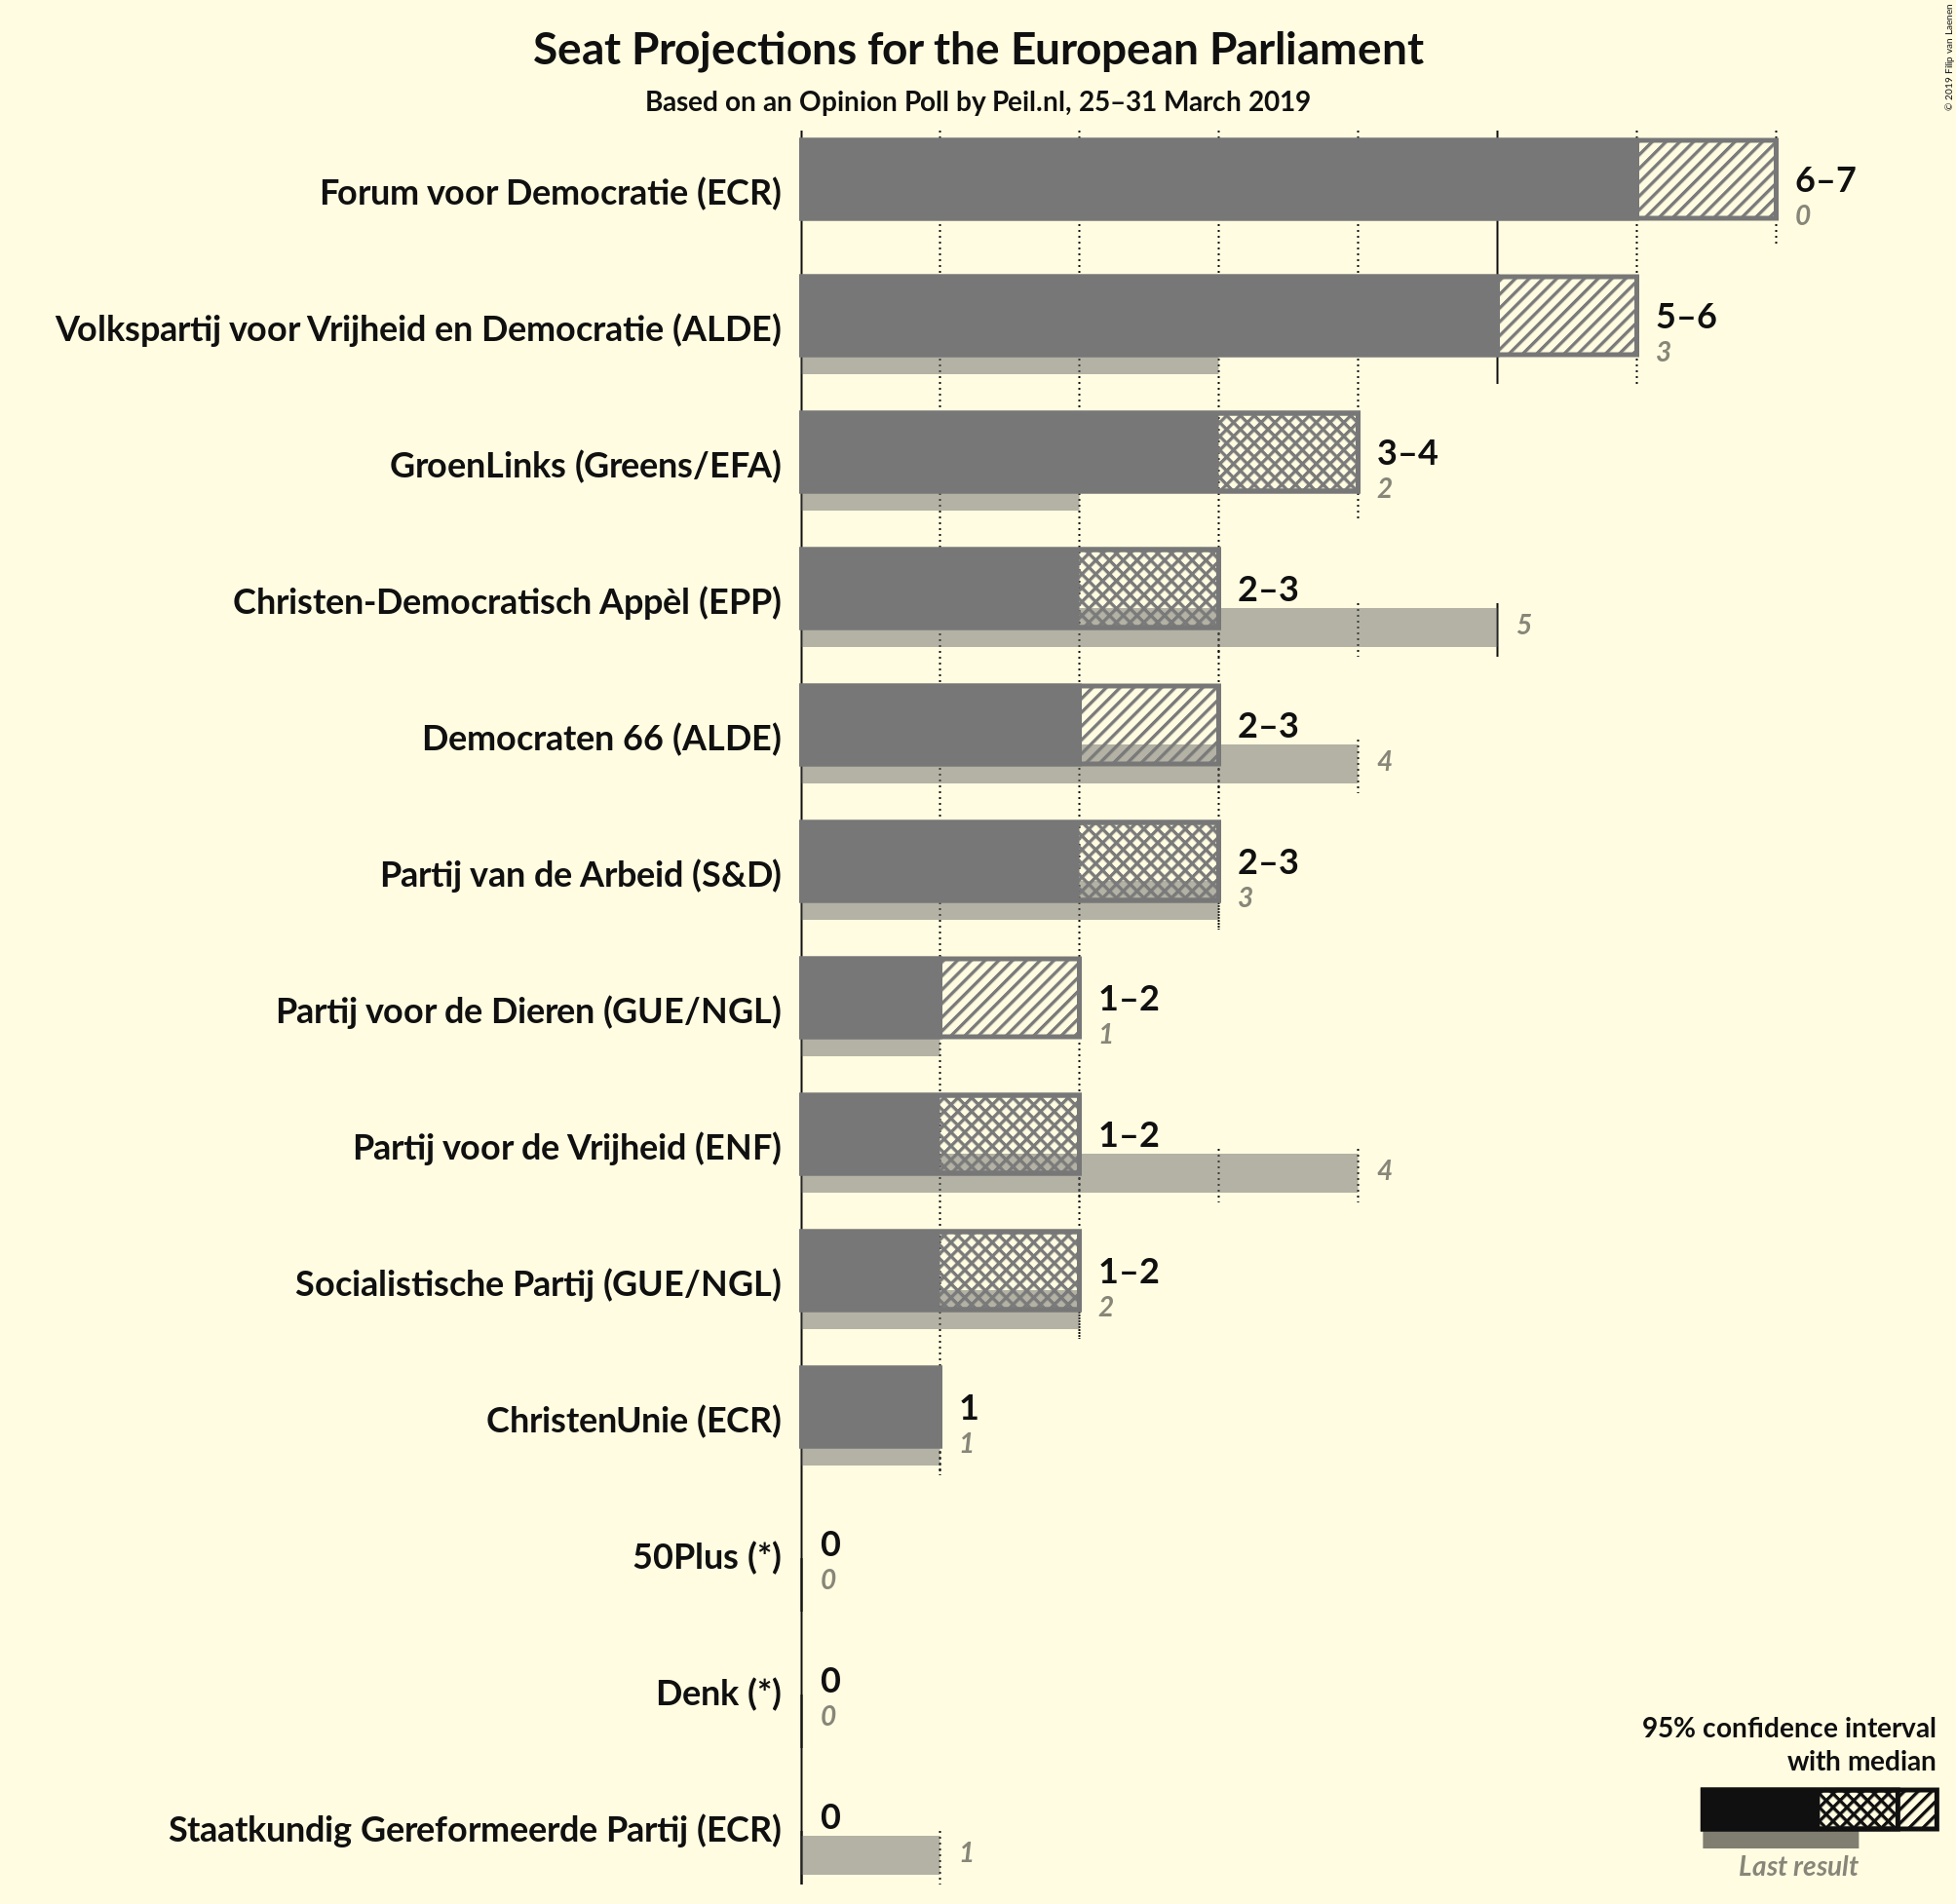 Seat Projections for the European Parliament
Based on an Opinion Poll by Peil.nl, 25–31 March 2019
© 2019 Filip van Laenen
Forum voor Democratie (ECR)
6–7
0
Volkspartij voor Vrijheid en Democratie (ALDE)
5–6
3
GroenLinks (Greens/EFA)
3–4
2
Christen-Democratisch Appèl (EPP)
2–3
5
Democraten 66 (ALDE)
2–3
4
Partij van de Arbeid (S&D)
2–3
3
Partij voor de Dieren (GUE/NGL)
1–2
1
Partij voor de Vrijheid (ENF)
1–2
4
Socialistische Partij (GUE/NGL)
1–2
2
ChristenUnie (ECR)
1
1
50Plus (*)
0
0
Denk (*)
0
0
Staatkundig Gereformeerde Partij (ECR)
0
1
95% confidence interval
with median
Last result